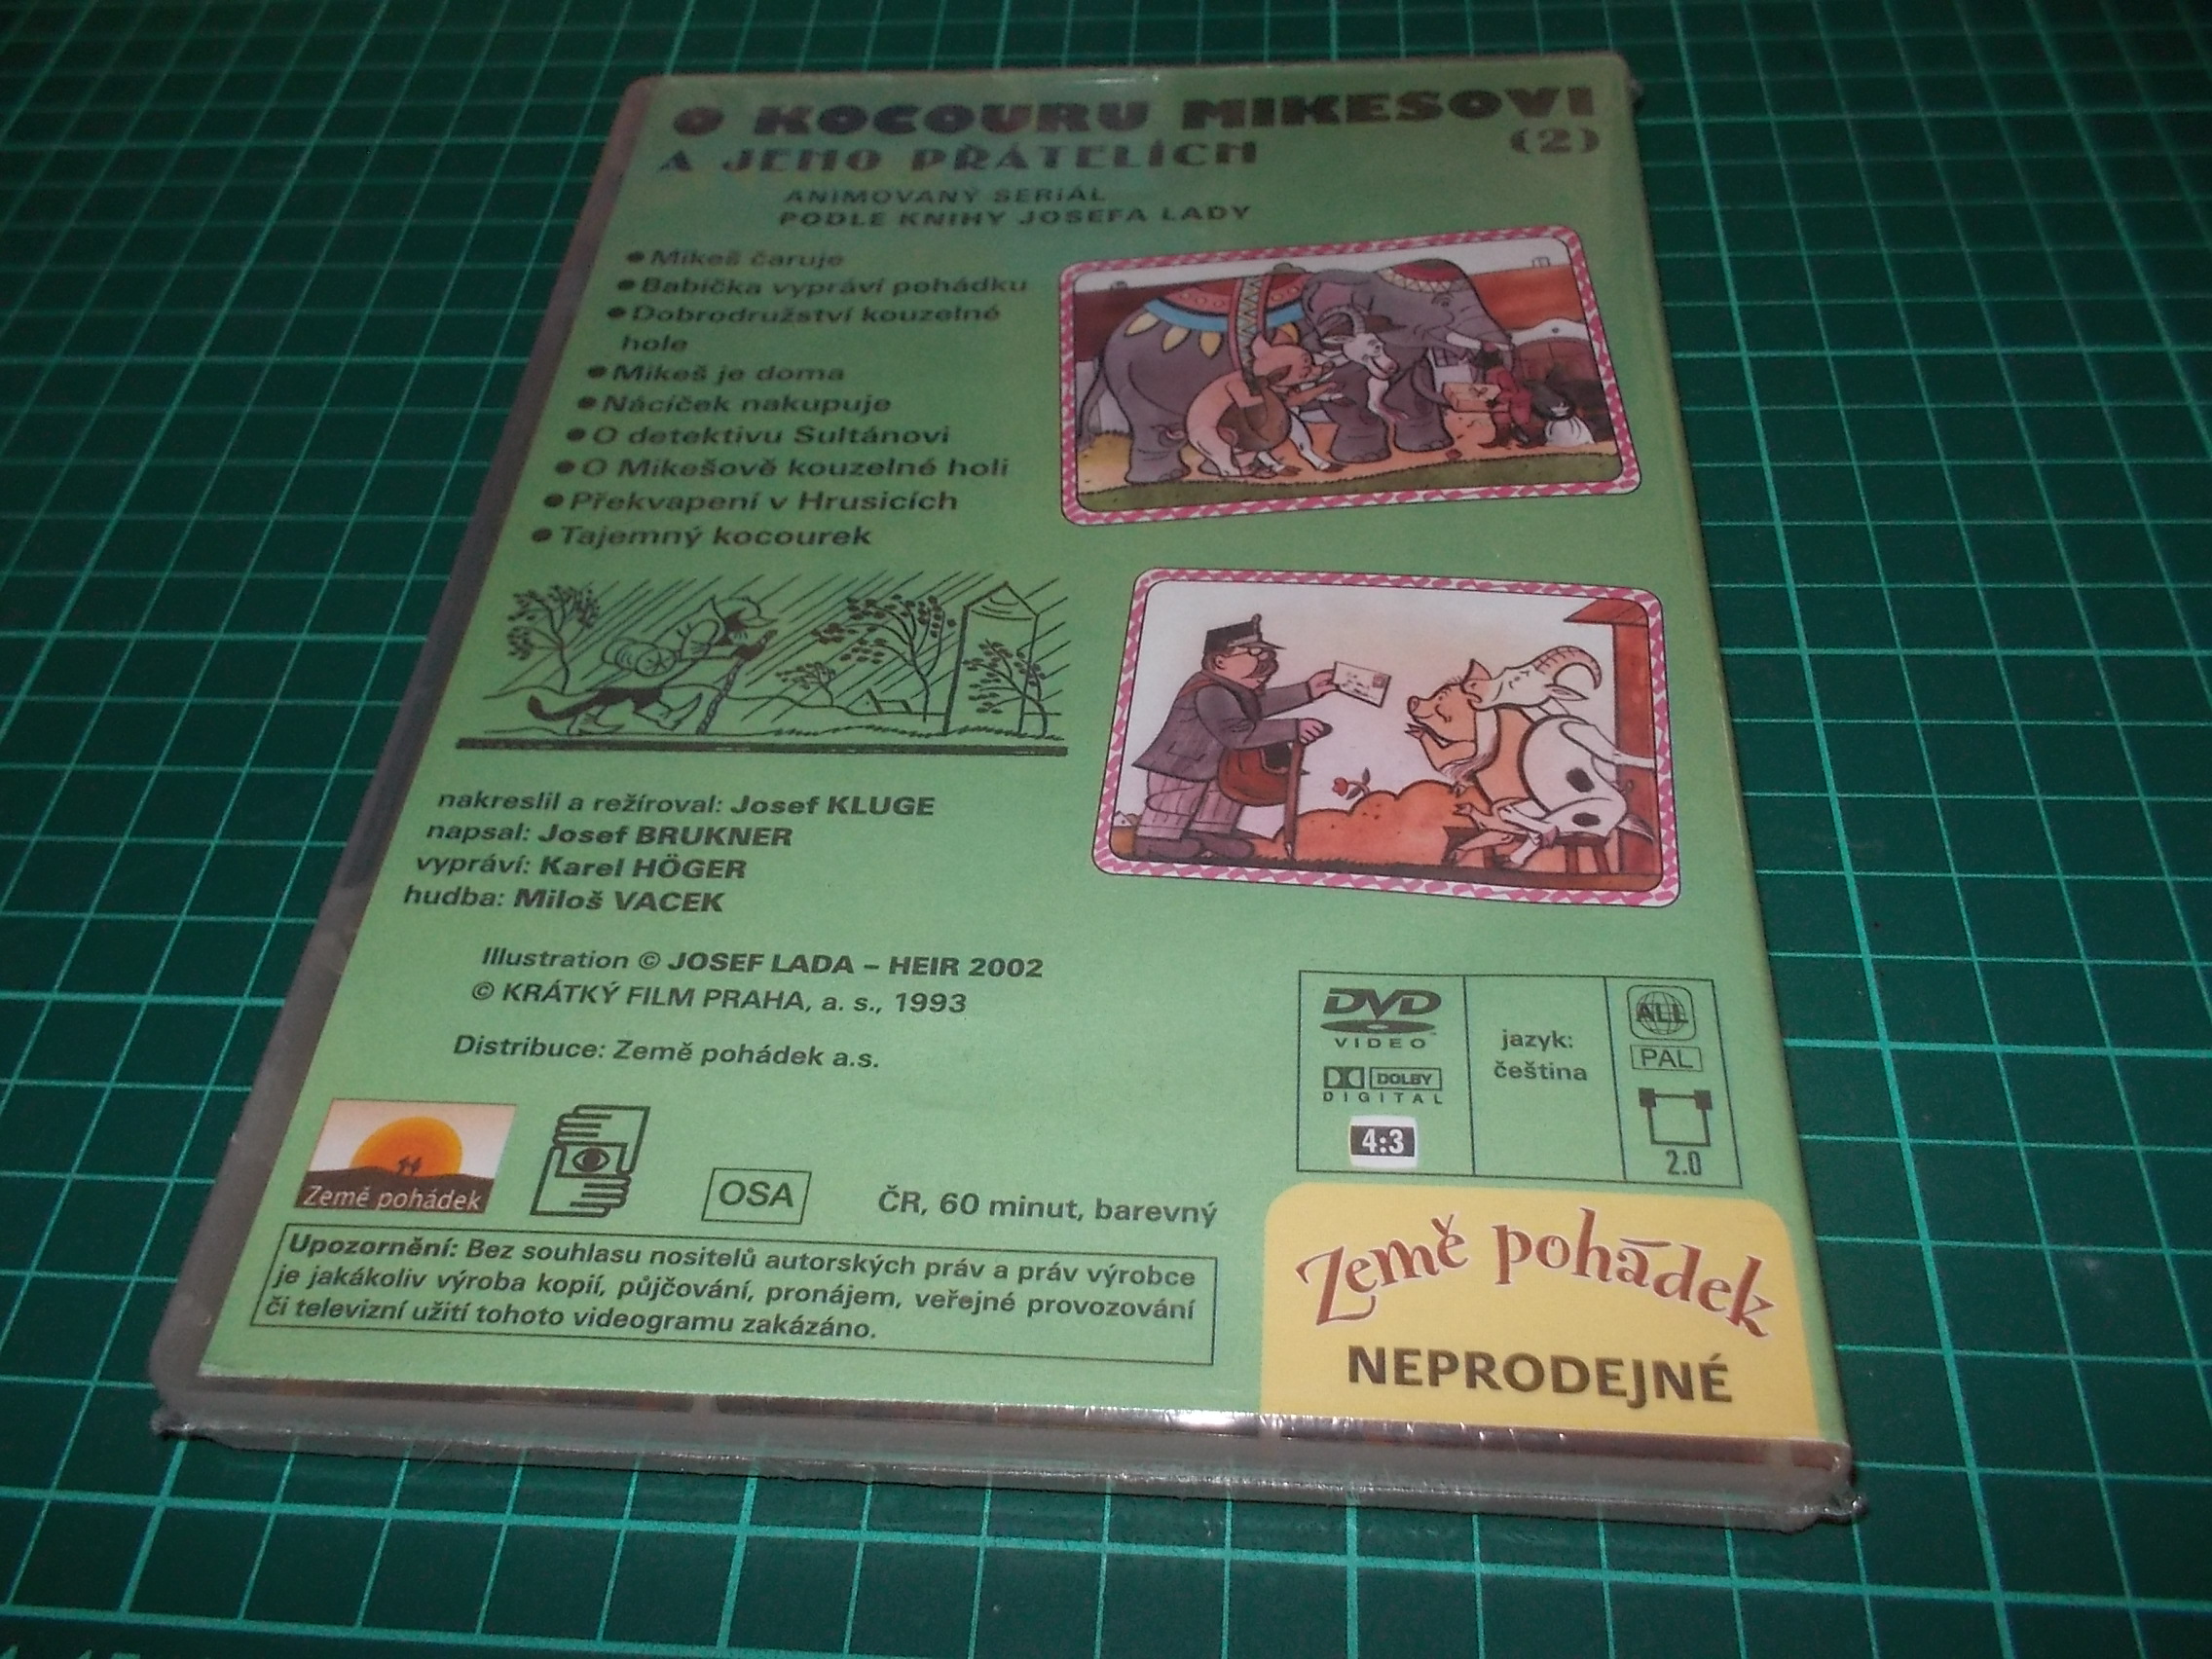 O KOCOURU MIKEŠOVI
(2)
A JEHO PŘÁTELÍCH
ANIMOVANÝ SERIÁL
PODLE KNIHY JOSEFA LADY
● Mikeš čaruje
● Babička vypráví pohádku
● Dobrodružství kouzelné
hole
● Mikeš je doma
● Nácíček nakupuje
● O detektivu Sultánovi
● O Mikešově kouzelné holi
● Překvapení v Hrusicích
● Tajemný kocourek
nakreslil a režíroval: Josef KLUGE
napsal: Josef BRUKNER
vypráví: Karel HÖGER
hudba: Miloš VACEK
Illustration © JOSEF LADA – HEIR 2002
© KRÁTKÝ FILM PRAHA, a. s., 1993
Distribuce: Země pohádek a.s.
DVD
VIDEO
DOLBY
DIGITAL
4:3
jazyk:
čeština
ALL
PAL
2.0
Země pohádek
OSA
ČR, 60 minut, barevný
Upozornění: Bez souhlasu nositelů autorských práv a práv výrobce
je jakákoliv výroba kopií, půjčování, pronájem, veřejné provozování
či televizní užití tohoto videogramu zakázáno.
Země pohádek
NEPRODEJNÉ